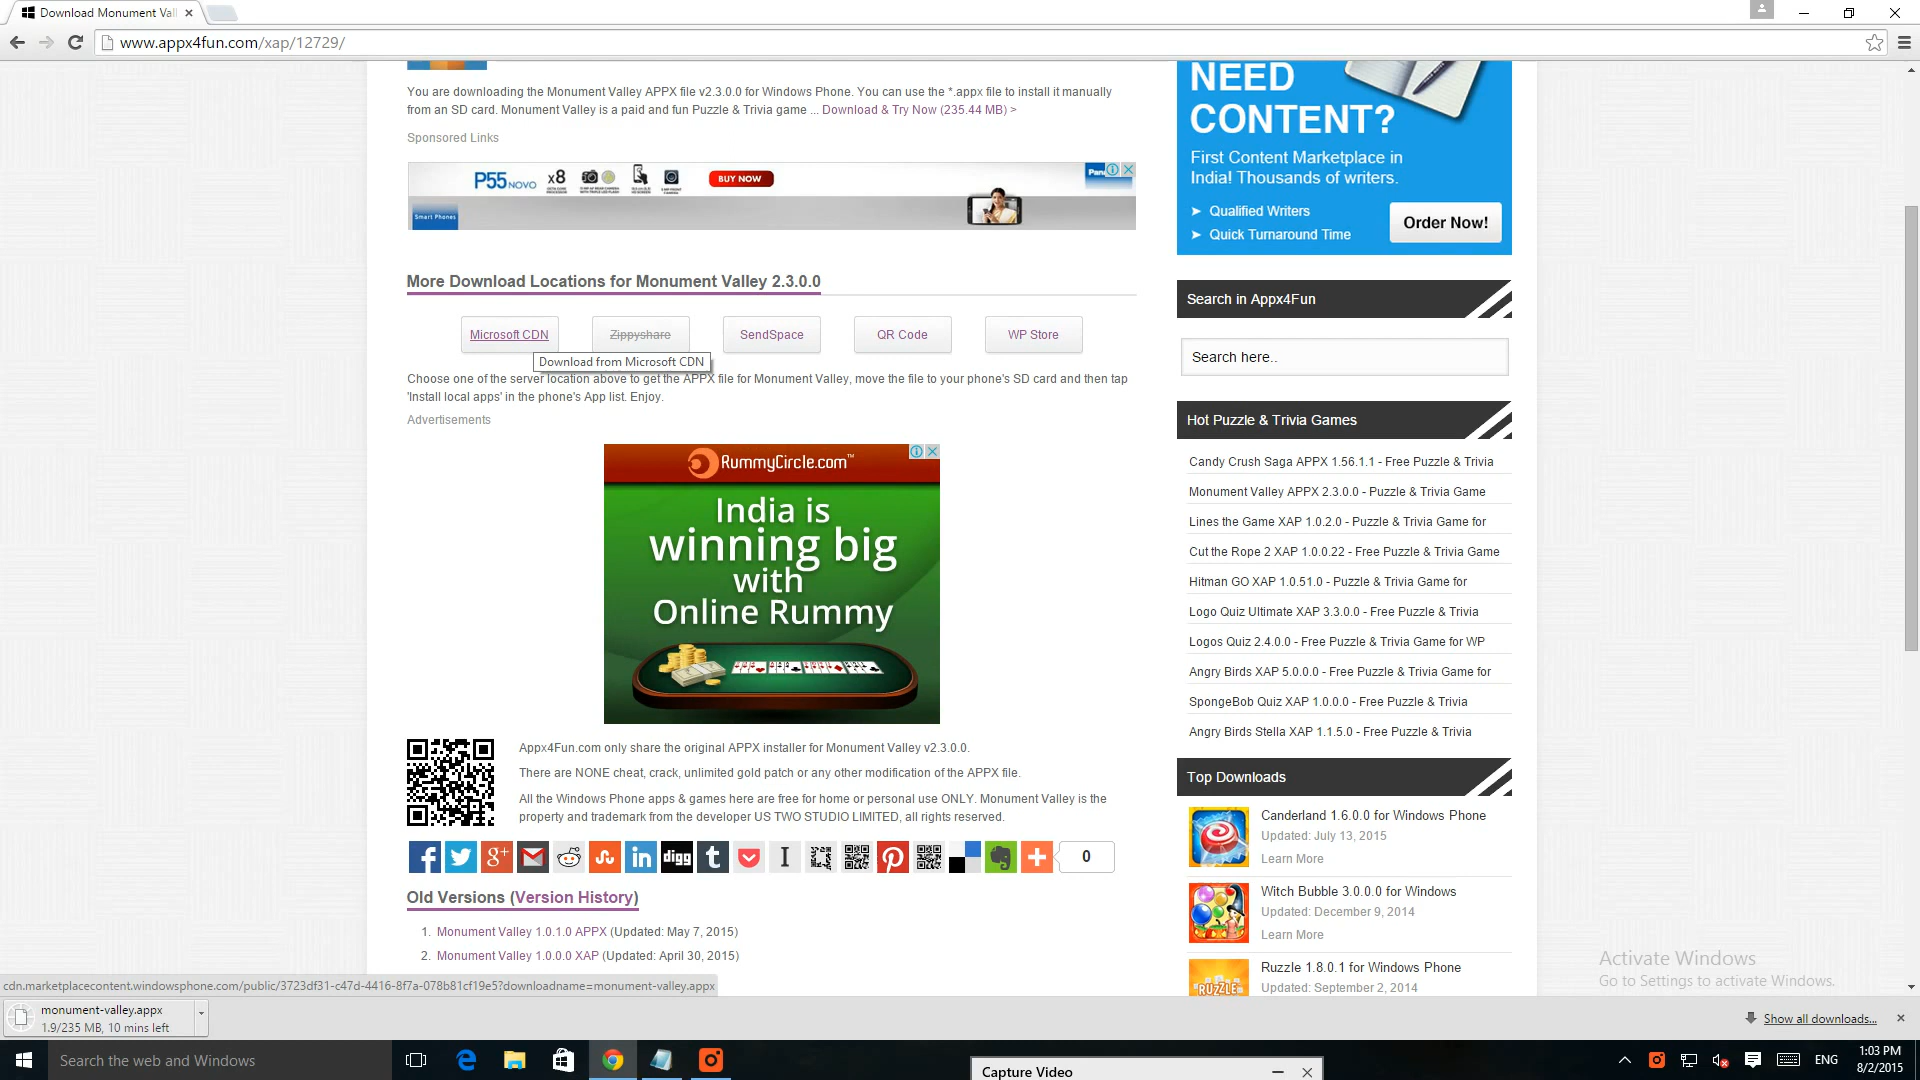 Download Monument Val
www.appx4fun.com/xap/12729/
You are downloading the Monument Valley APPX file v2.3.0.0 for Windows Phone. You can use the *.appx file to install it manually
from an SD card. Monument Valley is a paid and fun Puzzle & Trivia game ... Download & Try Now (235.44 MB) >
Sponsored Links
P55 NOVO x8
BUY NOW
Smart Phones
More Download Locations for Monument Valley 2.3.0.0
Microsoft CDN
Zippyshare
SendSpace
QR Code
WP Store
Download from Microsoft CDN
Choose one of the server location above to get the APPX file for Monument Valley, move the file to your phone's SD card and then tap
'Install local apps' in the phone's App list. Enjoy.
Advertisements
RummyCircle.com™
India is
winning big
with
Online Rummy
Appx4Fun.com only share the original APPX installer for Monument Valley v2.3.0.0.
There are NONE cheat, crack, unlimited gold patch or any other modification of the APPX file.
All the Windows Phone apps & games here are free for home or personal use ONLY. Monument Valley is the
property and trademark from the developer US TWO STUDIO LIMITED, all rights reserved.
digg
0
Old Versions (Version History)
1. Monument Valley 1.0.1.0 APPX (Updated: May 7, 2015)
2. Monument Valley 1.0.0.0 XAP (Updated: April 30, 2015)
NEED
CONTENT?
First Content Marketplace in
India! Thousands of writers.
➤ Qualified Writers
➤ Quick Turnaround Time
Order Now!
Search in Appx4Fun
Search here..
Hot Puzzle & Trivia Games
Candy Crush Saga APPX 1.56.1.1 - Free Puzzle & Trivia
Monument Valley APPX 2.3.0.0 - Puzzle & Trivia Game
Lines the Game XAP 1.0.2.0 - Puzzle & Trivia Game for
Cut the Rope 2 XAP 1.0.0.22 - Free Puzzle & Trivia Game
Hitman GO XAP 1.0.51.0 - Puzzle & Trivia Game for
Logo Quiz Ultimate XAP 3.3.0.0 - Free Puzzle & Trivia
Logos Quiz 2.4.0.0 - Free Puzzle & Trivia Game for WP
Angry Birds XAP 5.0.0.0 - Free Puzzle & Trivia Game for
SpongeBob Quiz XAP 1.0.0.0 - Free Puzzle & Trivia
Angry Birds Stella XAP 1.1.5.0 - Free Puzzle & Trivia
Top Downloads
Canderland 1.6.0.0 for Windows Phone
Updated: July 13, 2015
Learn More
Witch Bubble 3.0.0.0 for Windows
Updated: December 9, 2014
Learn More
RUZZLE
Ruzzle 1.8.0.1 for Windows Phone
Updated: September 2, 2014
Activate Windows
Go to Settings to activate Windows.
cdn.marketplacecontent.windowsphone.com/public/3723df31-c47d-4416-8f7a-078b81cf19e5?downloadname=monument-valley.appx
monument-valley.appx
1.9/235 MB, 10 mins left
Show all downloads...
Search the web and Windows
Capture Video
ENG
1:03 PM
8/2/2015